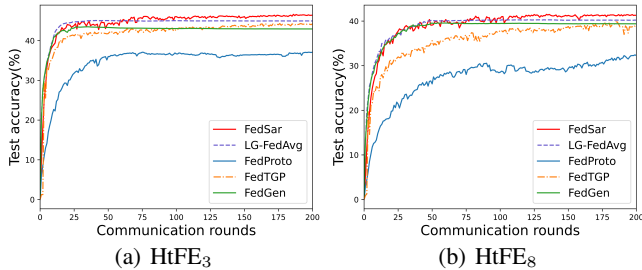 40
30
20
10
0
Test accuracy(%)
0 25 50 75 100 125 150 175 200
Communication rounds
FedSar
LG-FedAvg
FedProto
FedTGP
FedGen
(a) HtFE₃
40
30
20
10
0
Test accuracy(%)
0 25 50 75 100 125 150 175 200
Communication rounds
FedSar
LG-FedAvg
FedProto
FedTGP
FedGen
(b) HtFE₈